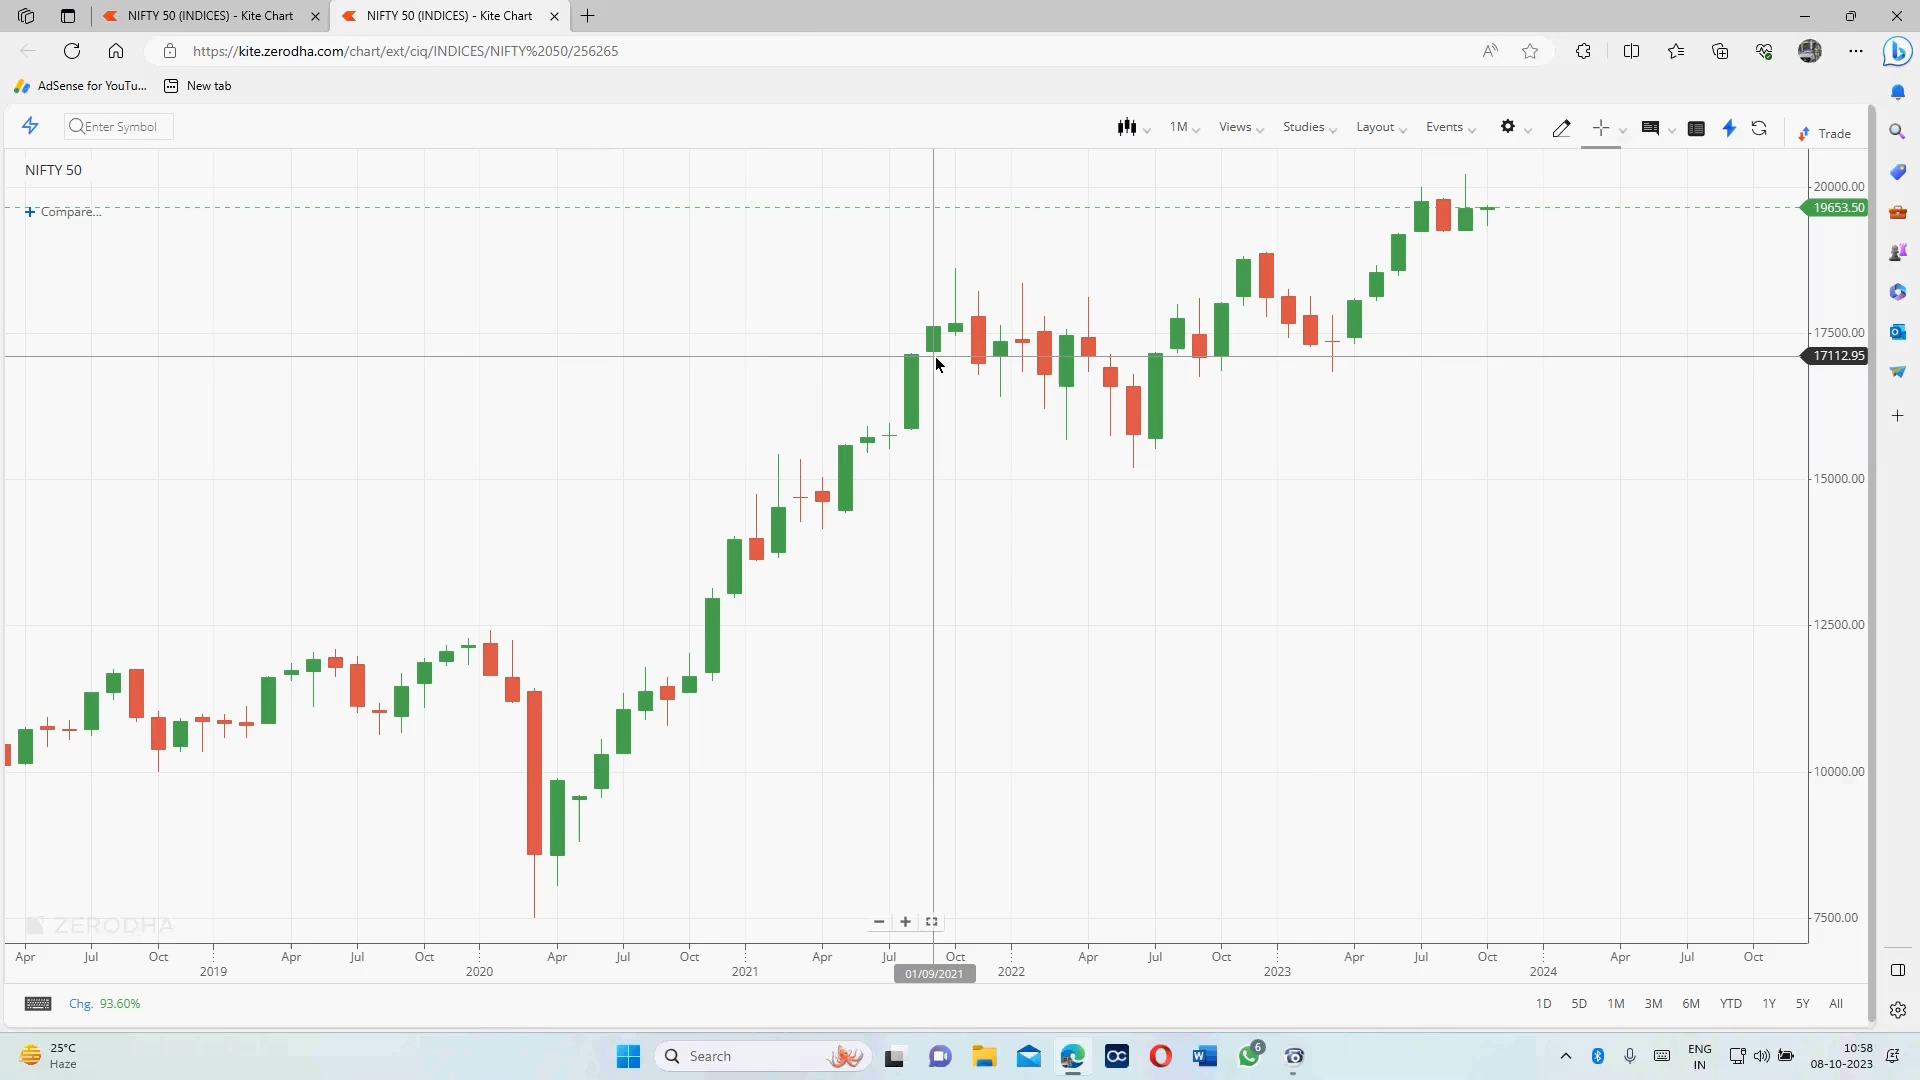 NIFTY 50 (INDICES) - Kite Chart
NIFTY 50 (INDICES) - Kite Chart
https://kite.zerodha.com/chart/ext/ciq/INDICES/NIFTY%2050/256265
AdSense for YouTu...
New tab
Enter Symbol
1M
Views
Studies
Layout
Events
Trade
NIFTY 50
Compare...
20000.00
19653.50
17500.00
17112.95
15000.00
12500.00
10000.00
7500.00
ZERODHA
Apr Jul Oct Apr Jul Oct Apr Jul Oct Apr Jul Oct Apr Jul Oct Apr Jul Oct Apr Jul Oct
2019 2020 2021 01/09/2021 2022 2023 2024
Chg. 93.60%
1D 5D 1M 3M 6M YTD 1Y 5Y All
25°C
Haze
Search
6
ENG
IN
10:58
08-10-2023